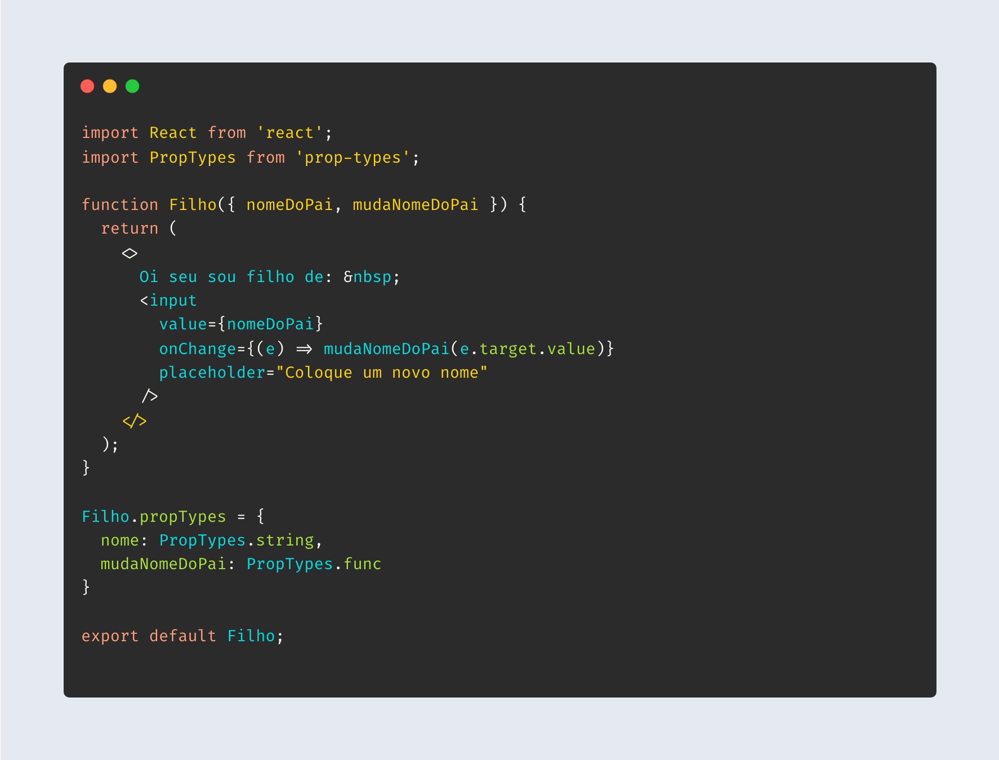 import React from 'react';
import PropTypes from 'prop-types';
function Filho({ nomeDoPai, mudaNomeDoPai }) {
return (
<>
Oi seu sou filho de: &nbsp;
<input
value={nomeDoPai}
onChange={(e) => mudaNomeDoPai(e.target.value)}
placeholder="Coloque um novo nome"
/>
</>
);
}
Filho.propTypes = {
nome: PropTypes.string,
mudaNomeDoPai: PropTypes.func
}
export default Filho;